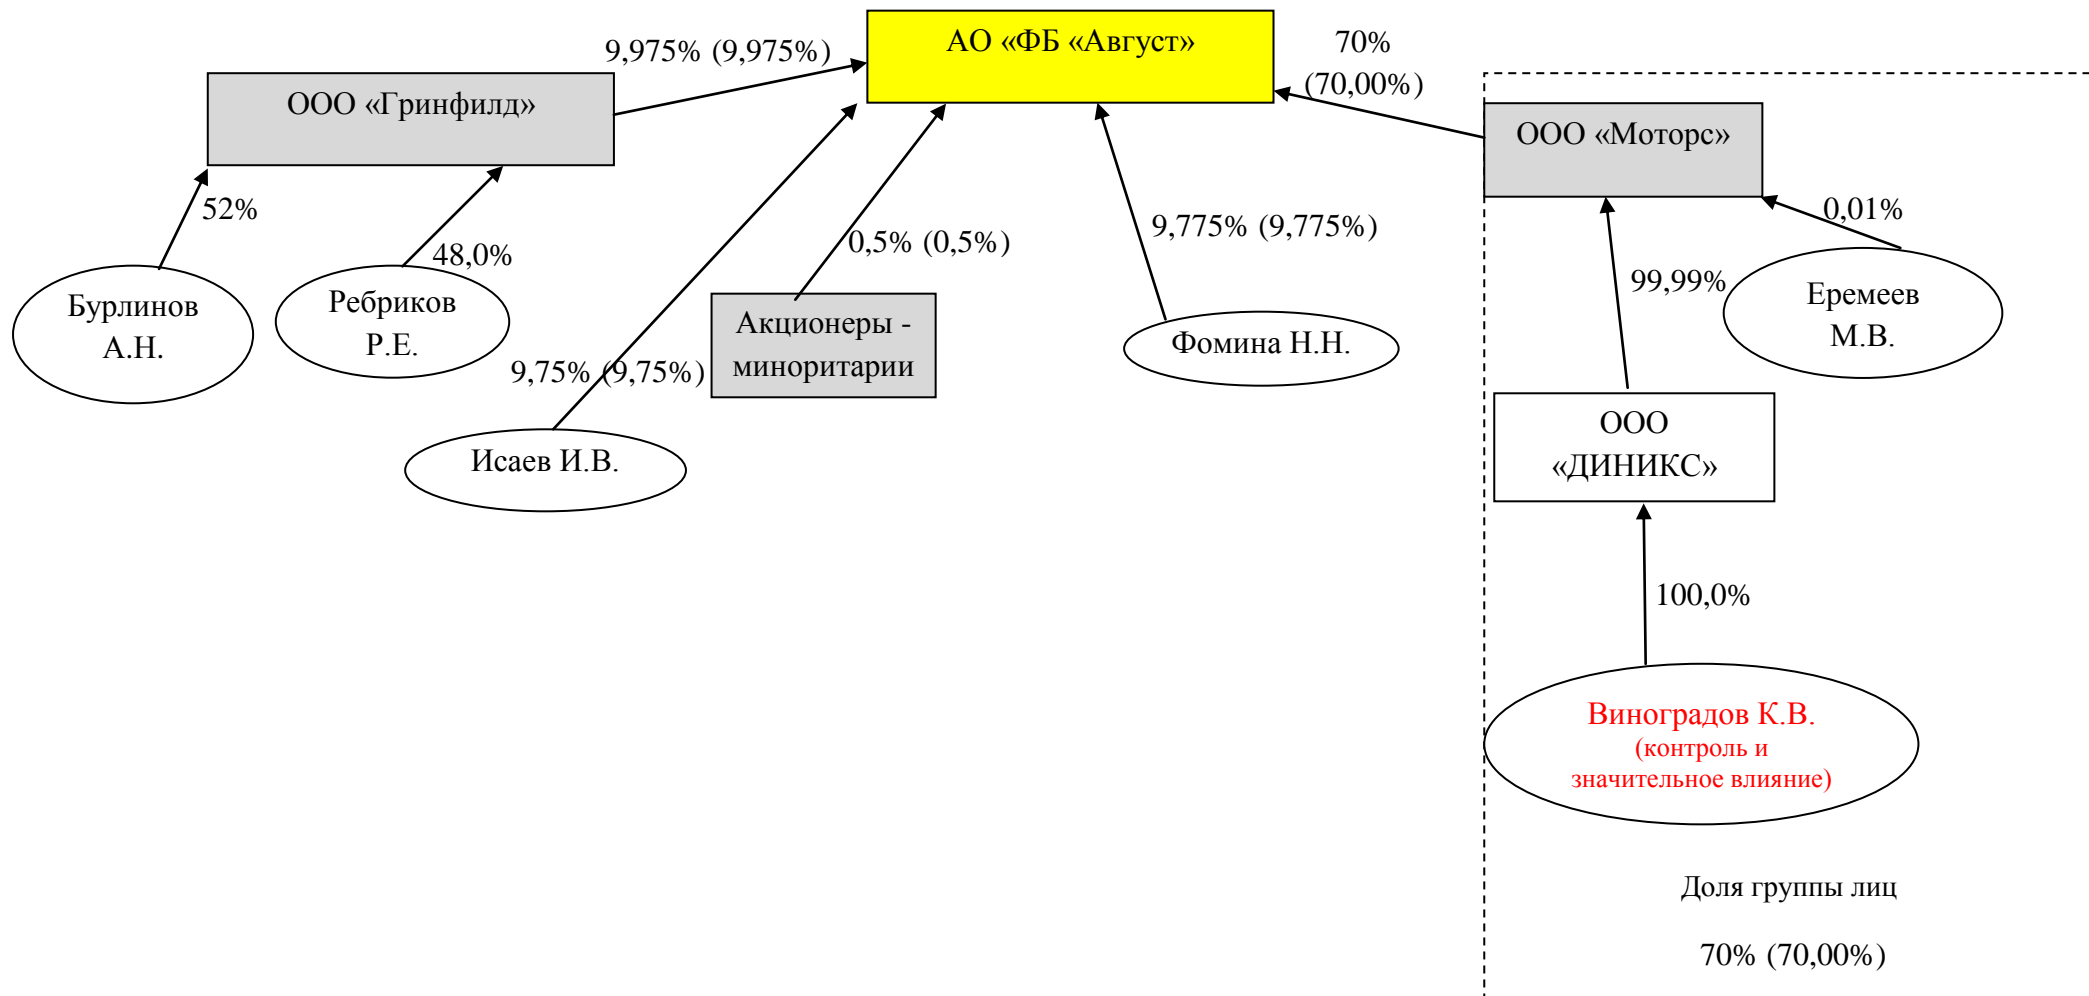 АО «ФБ «Август»
9,975% (9,975%)
70%
(70,00%)
ООО «Гринфилд»
ООО «Моторс»
52%
48,0%
0,5% (0,5%)
9,775% (9,775%)
0,01%
99,99%
Бурлинов
А.Н.
Ребриков
Р.Е.
9,75% (9,75%)
Акционеры -
миноритарии
Фомина Н.Н.
Еремеев
М.В.
Исаев И.В.
ООО
«ДИНИКС»
100,0%
Виноградов К.В.
(контроль и
значительное влияние)
Доля группы лиц
70% (70,00%)